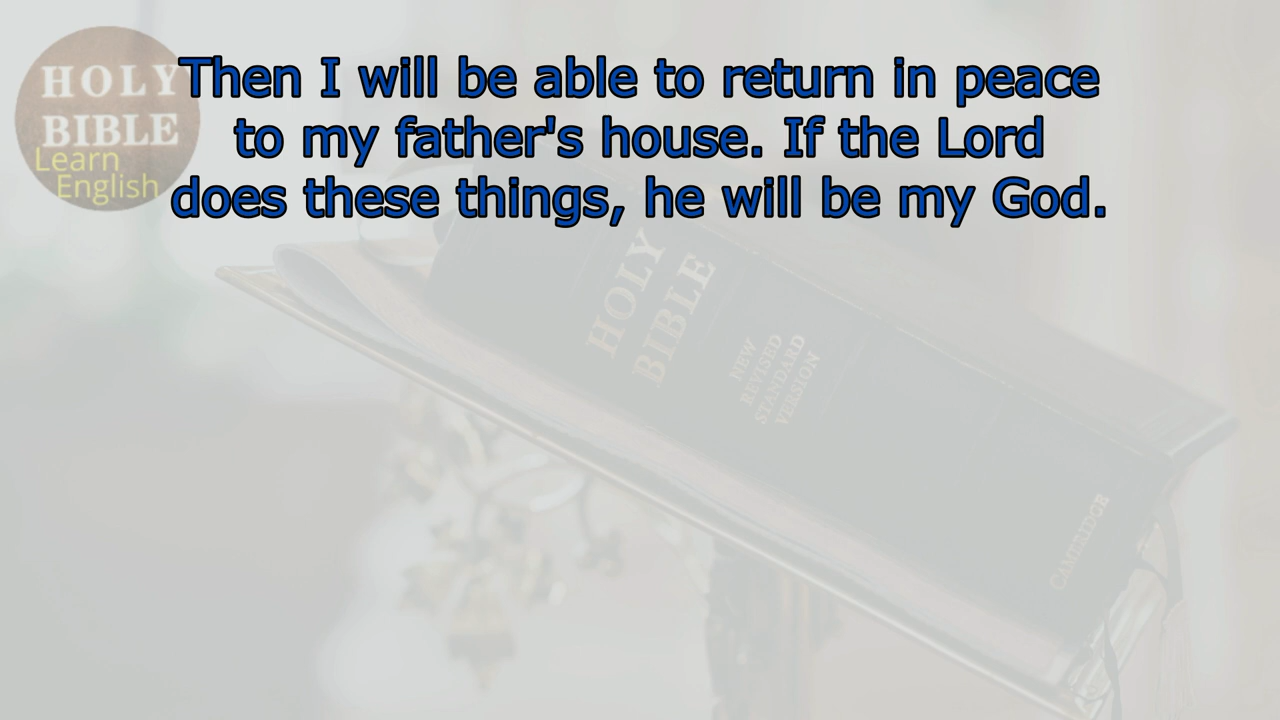 HOLY
BIBLE
Learn
English
Then I will be able to return in peace
to my father's house. If the Lord
does these things, he will be my God.
HOLY
BIBLE
NEW
REVISED
STANDARD
VERSION
CAMBRIDGE